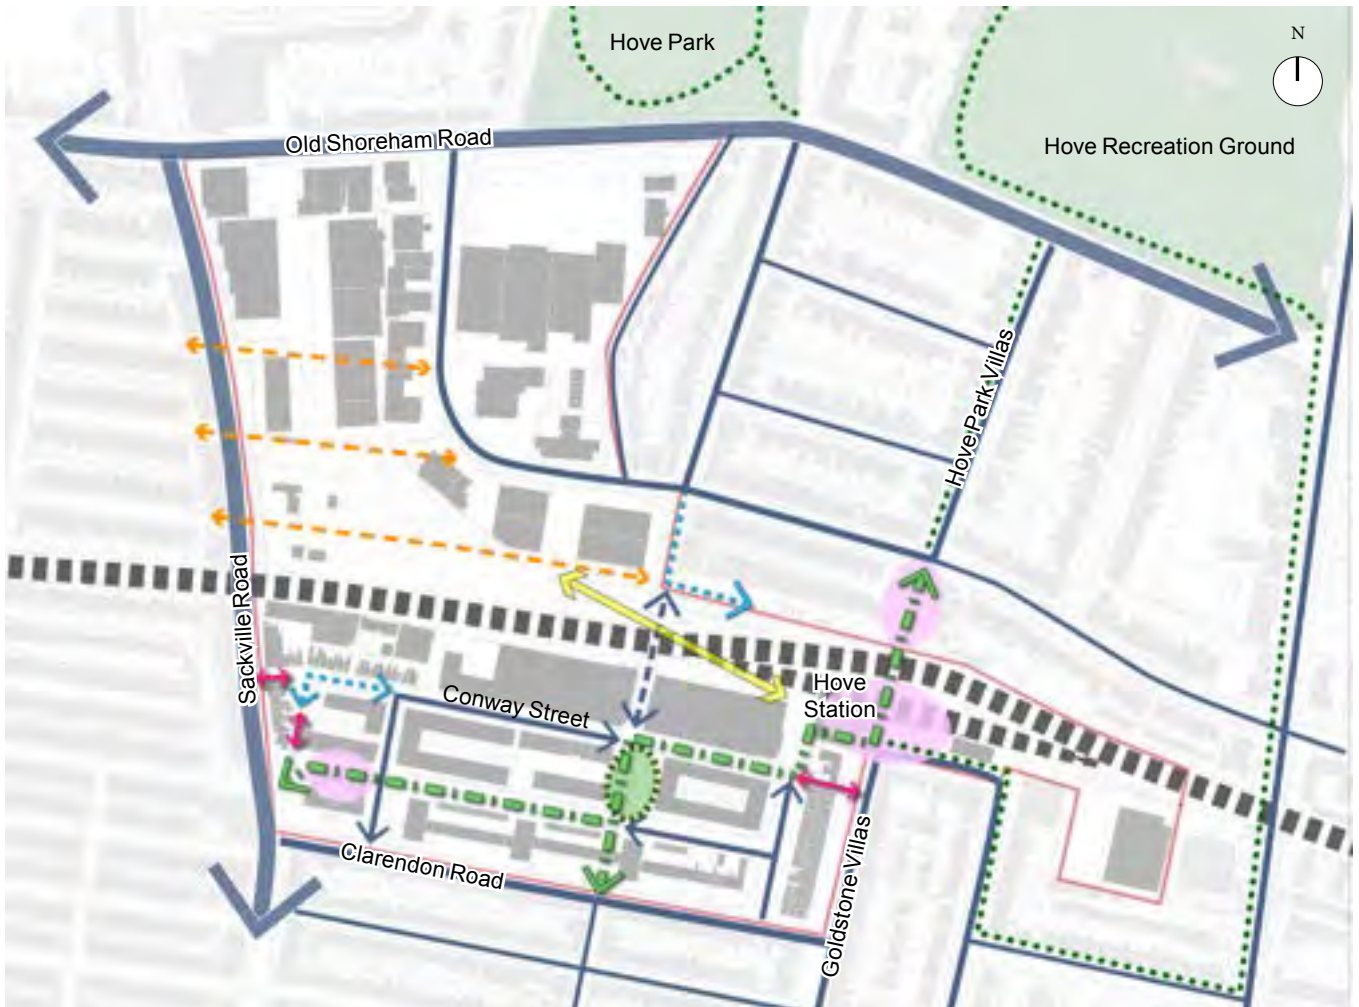 Hove Park
N
Old Shoreham Road
Hove Recreation Ground
Hove Park Villas
Sackville Road
Hove
Station
Conway Street
Clarendon Road
Goldstone Villas